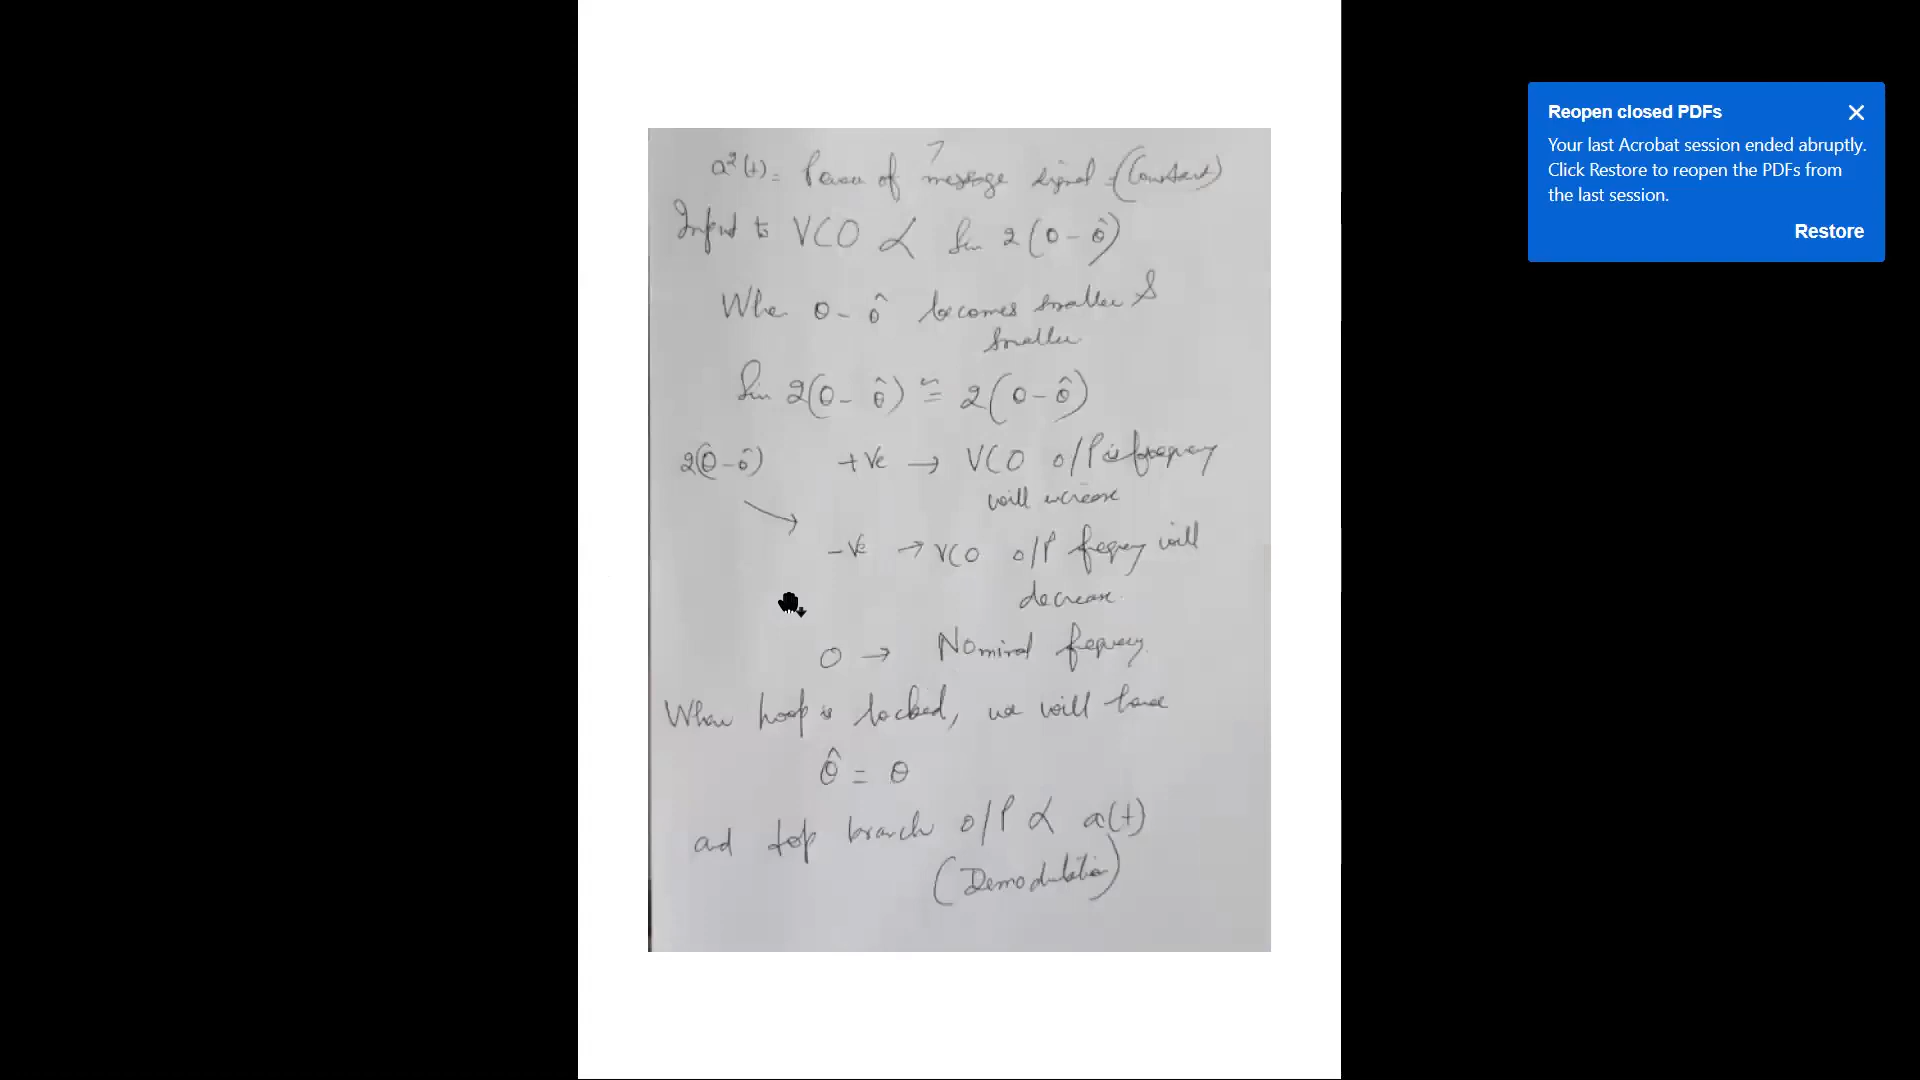 7
a²(t) = Power of message signal = (Constant)
Input to VCO ∝ Sin 2(θ - θ̂)
When θ - θ̂ becomes smaller &
smaller
Sin 2(θ - θ̂) ≅ 2(θ - θ̂)
2(θ - θ̂) +ve → VCO o/P frequency
will increase
-ve → VCO o/P frequency will
decrease.
0 → Nominal frequency.
When loop is locked, we will have
θ̂ = θ
and top branch o/P ∝ a(t)
(Demodulation)
Reopen closed PDFs
Your last Acrobat session ended abruptly.
Click Restore to reopen the PDFs from
the last session.
Restore